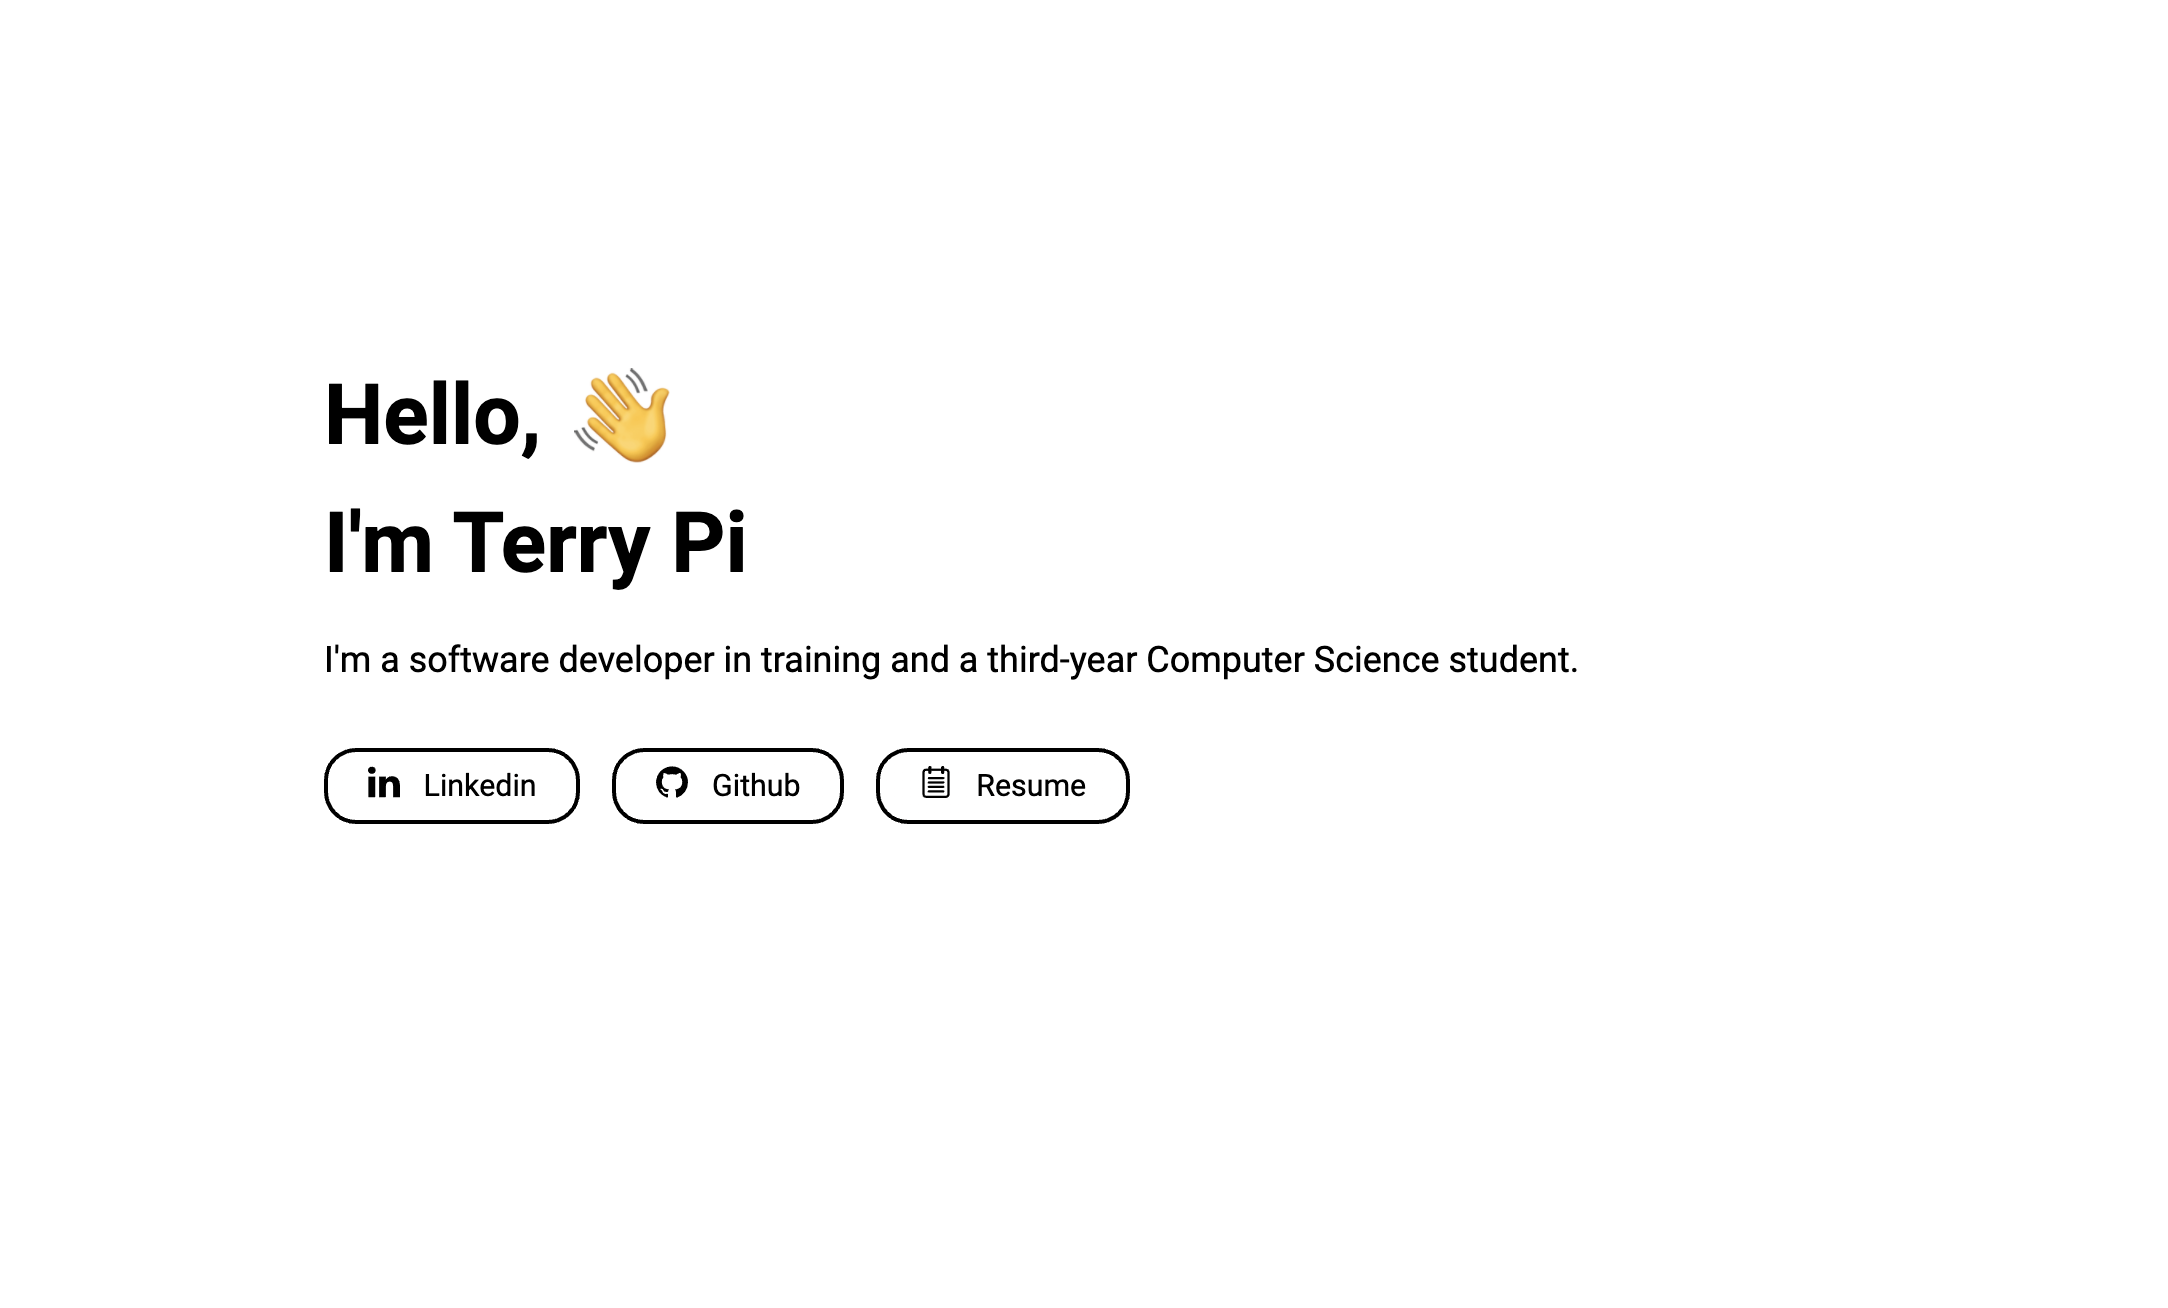 Hello, 👋
I'm Terry Pi
I'm a software developer in training and a third-year Computer Science student.
in Linkedin
Github
Resume